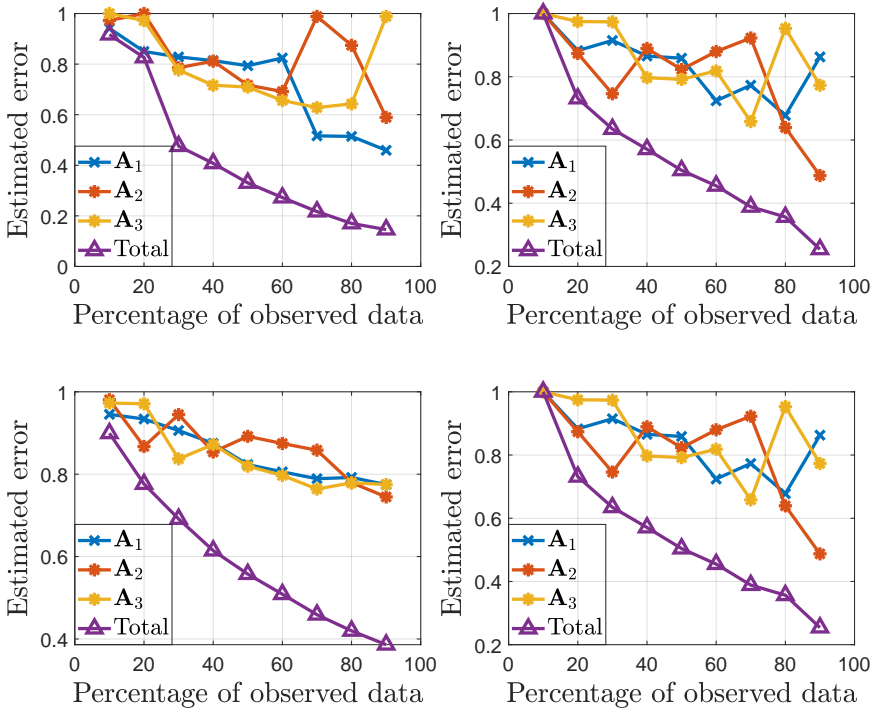 1
0.8
0.6
0.4
0.2
0
Estimated error
A1
A2
A3
Total
0 20 40 60 80 100
Percentage of observed data
1
0.8
0.6
0.4
0.2
Estimated error
A1
A2
A3
Total
0 20 40 60 80 100
Percentage of observed data
1
0.8
0.6
0.4
Estimated error
A1
A2
A3
Total
0 20 40 60 80 100
Percentage of observed data
1
0.8
0.6
0.4
0.2
Estimated error
A1
A2
A3
Total
0 20 40 60 80 100
Percentage of observed data